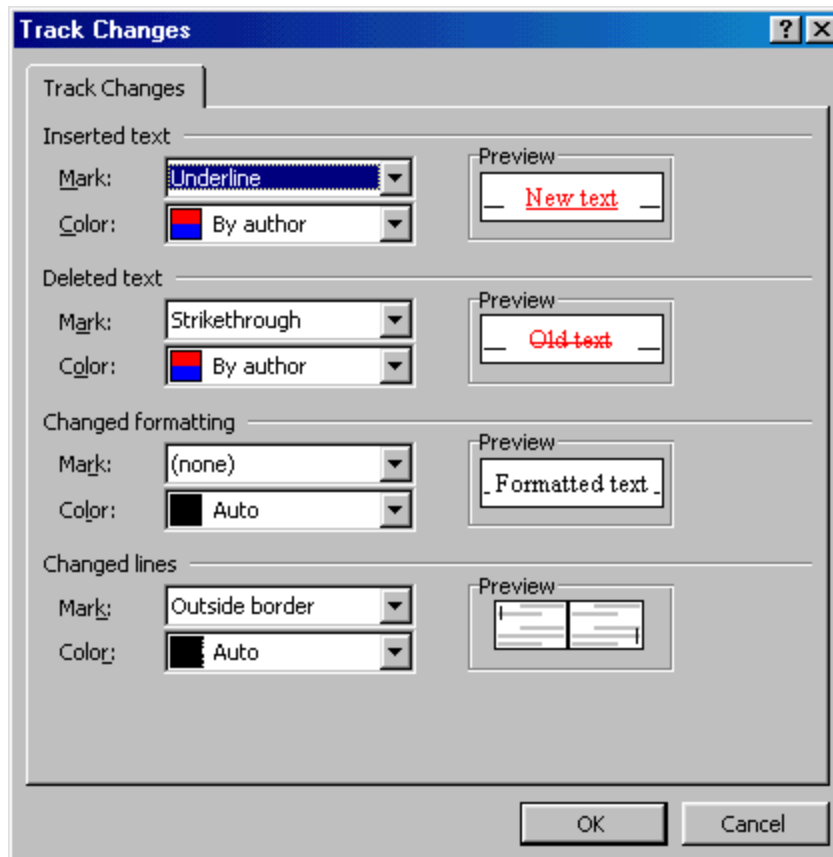 Track Changes
Track Changes
Inserted text
Mark: Underline
Color: By author
Preview
New text
Deleted text
Mark: Strikethrough
Color: By author
Preview
Old text
Changed formatting
Mark: (none)
Color: Auto
Preview
Formatted text
Changed lines
Mark: Outside border
Color: Auto
Preview
OK Cancel